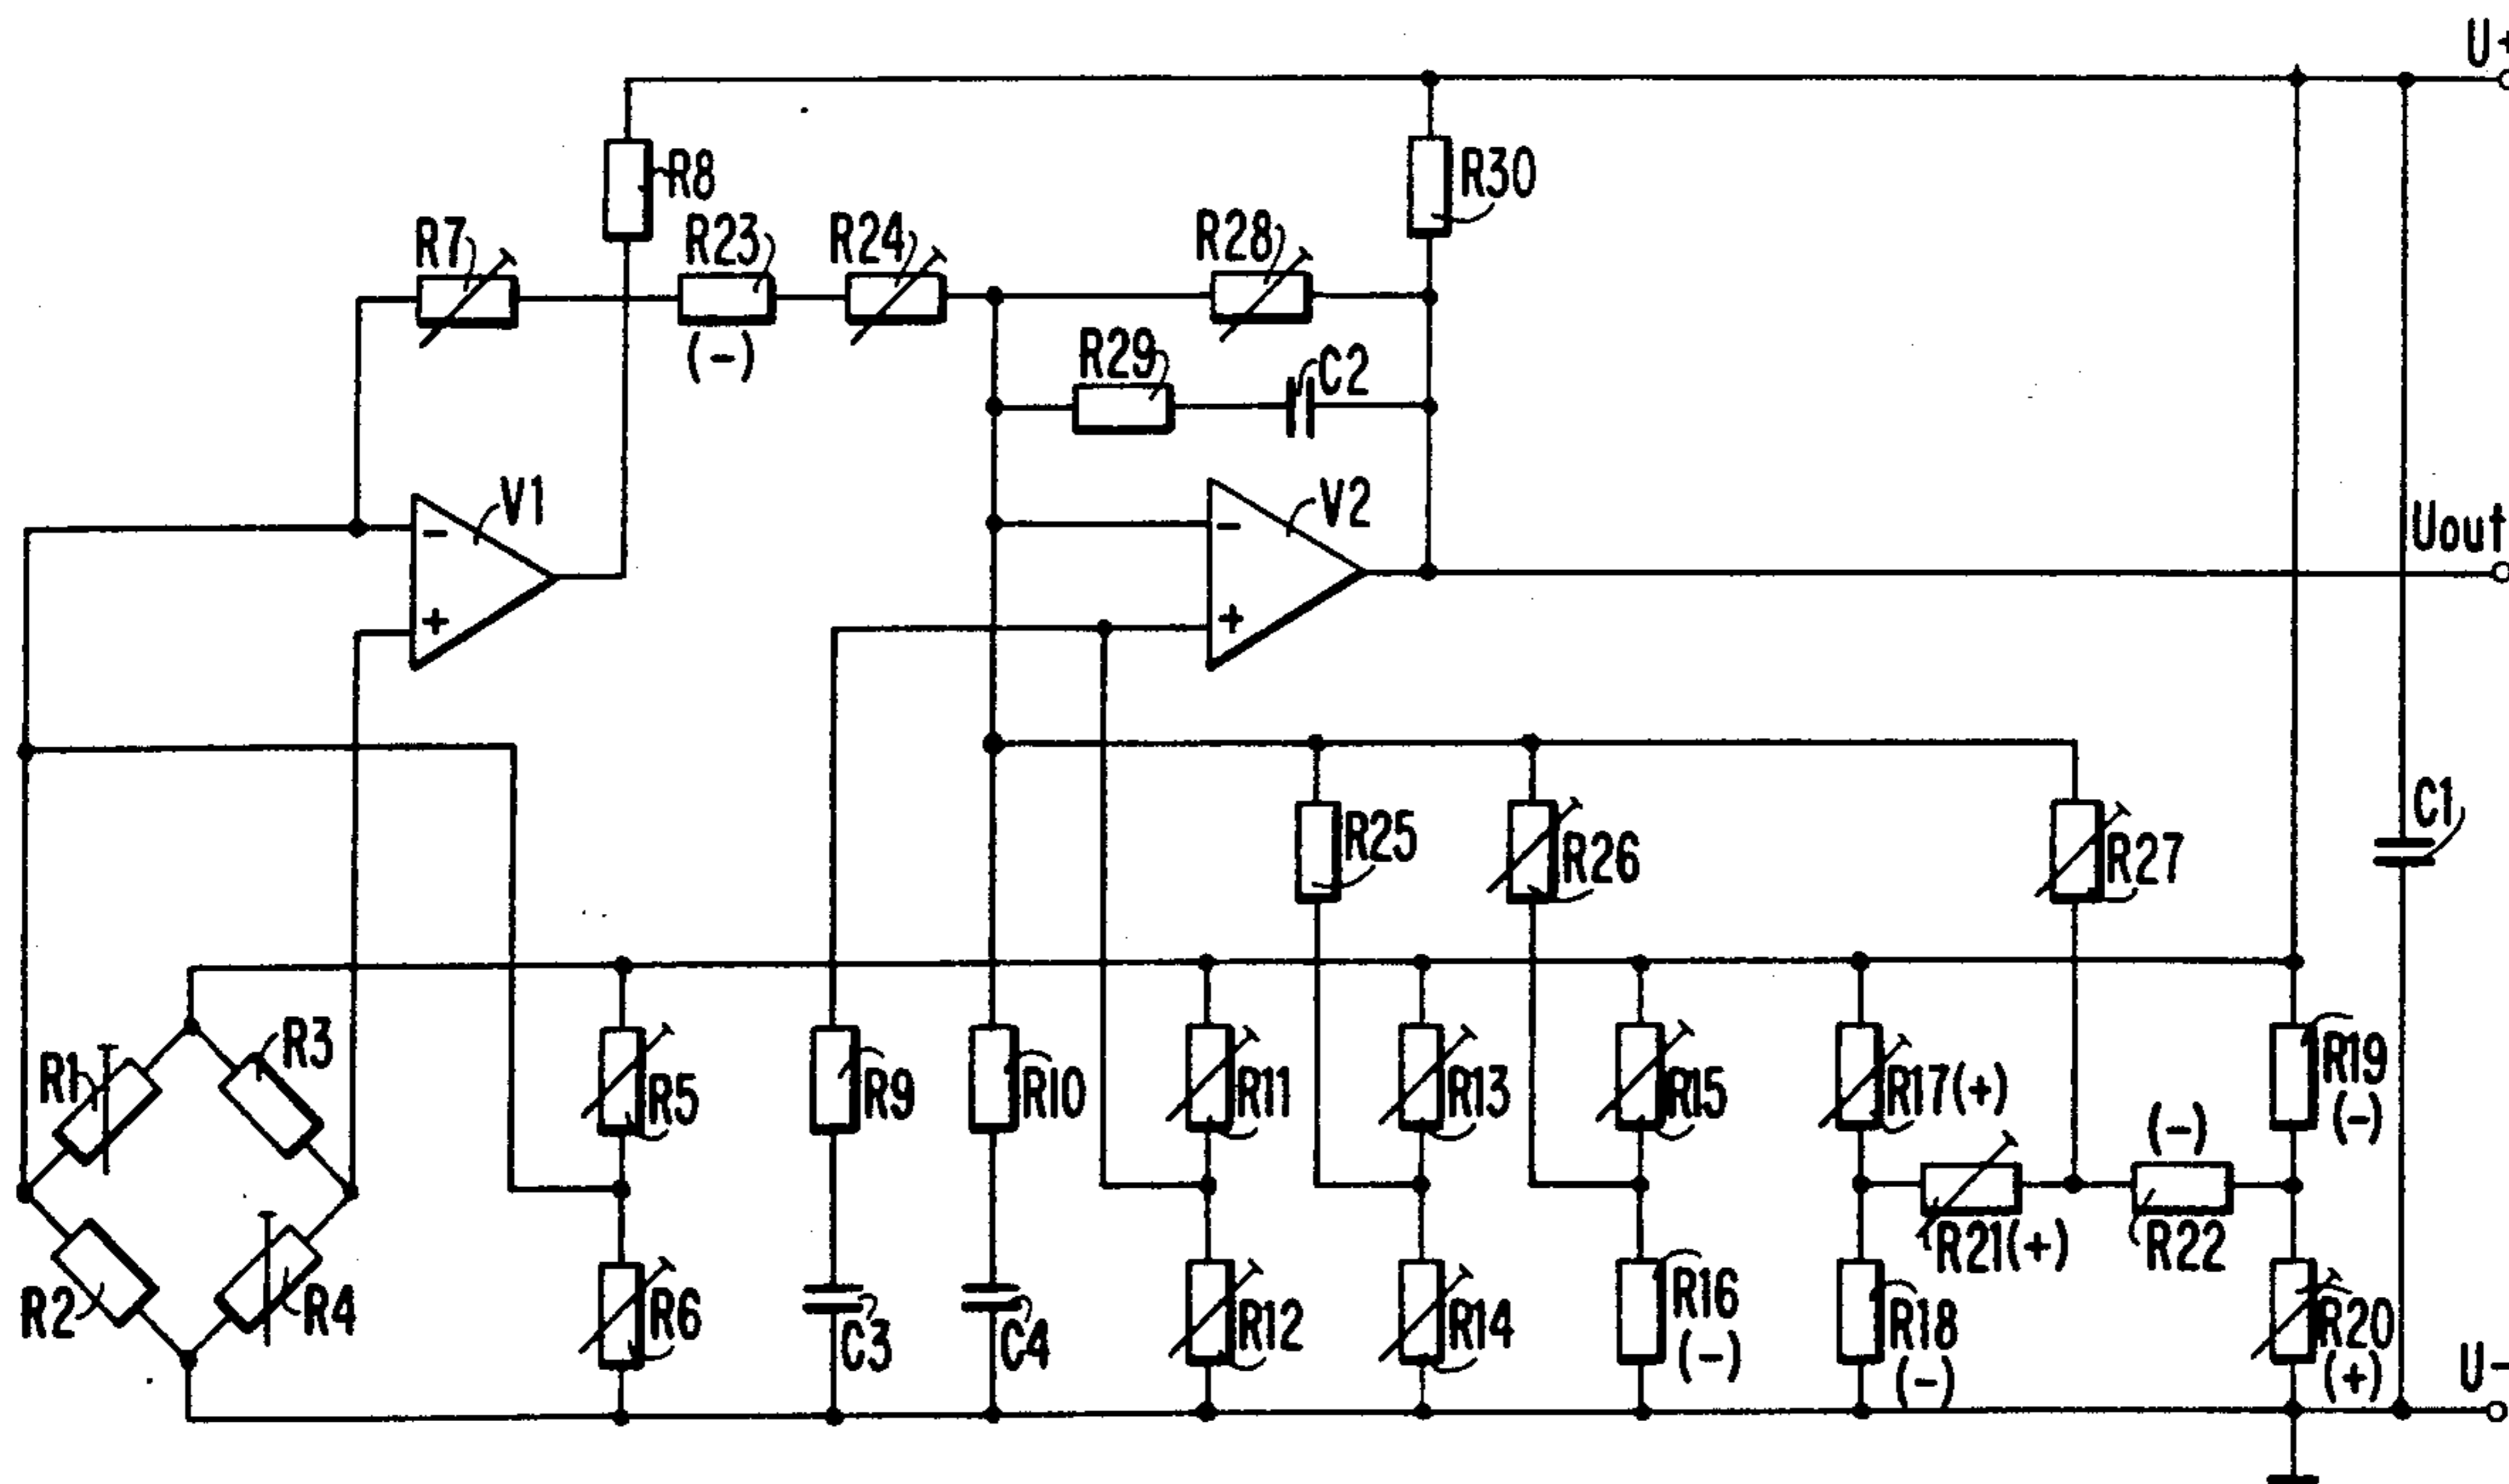 U+
R8
R30
R7
R23
R24
R28
(-)
R29
C2
V1
-
+
V2
-
+
Uout
R25
R26
R27
C1
R1
R3
R5
R9
R10
R11
R13
R15
R17(+)
R19
(-)
(-)
R21(+)
R22
R2
R4
R6
C3
C4
R12
R14
R16
(-)
R18
(-)
R20
(+)
U-